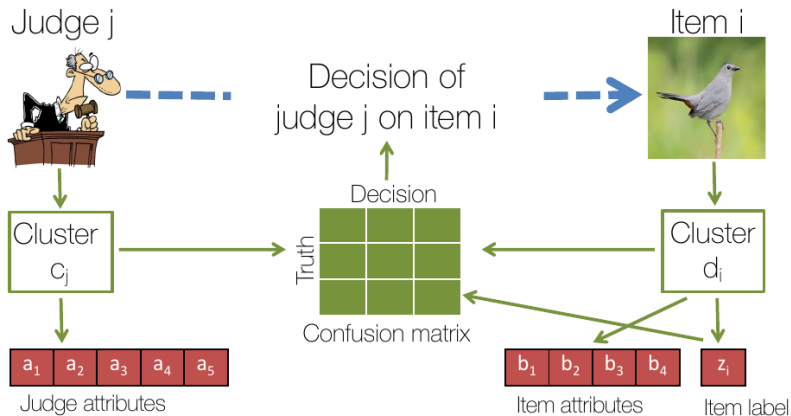 Judge j
Item i
Decision of
judge j on item i
Decision
Truth
Cluster
cj
Cluster
di
Confusion matrix
a1 a2 a3 a4 a5
b1 b2 b3 b4
zi
Judge attributes
Item attributes
Item label